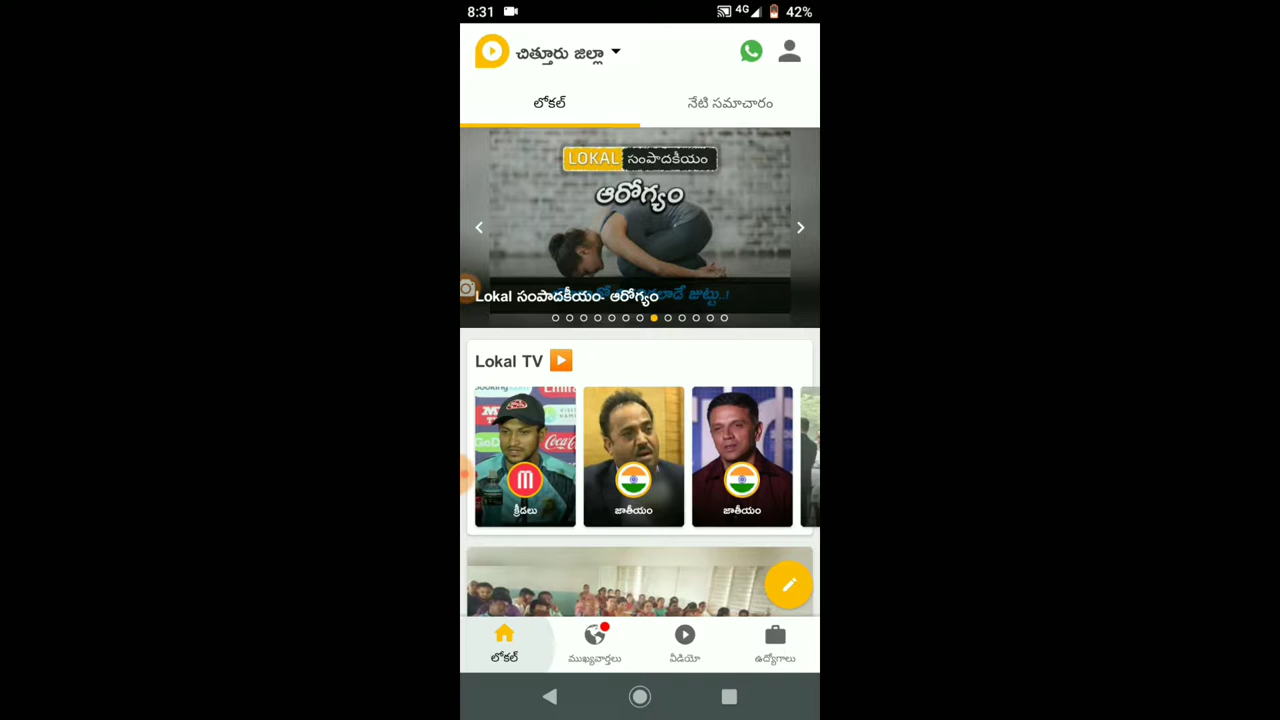 8:31
4G
42%
చిత్తూరు జిల్లా
లోకల్
నేటి సమాచారం
LOKAL సంపాదకీయం
ఆరోగ్యం
జుట్టు..!
Lokal సంపాదకీయం- ఆరోగ్యం
Lokal TV
క్రీడలు
జాతీయం
జాతీయం
లోకల్
ముఖ్యవార్తలు
వీడియో
ఉద్యోగాలు